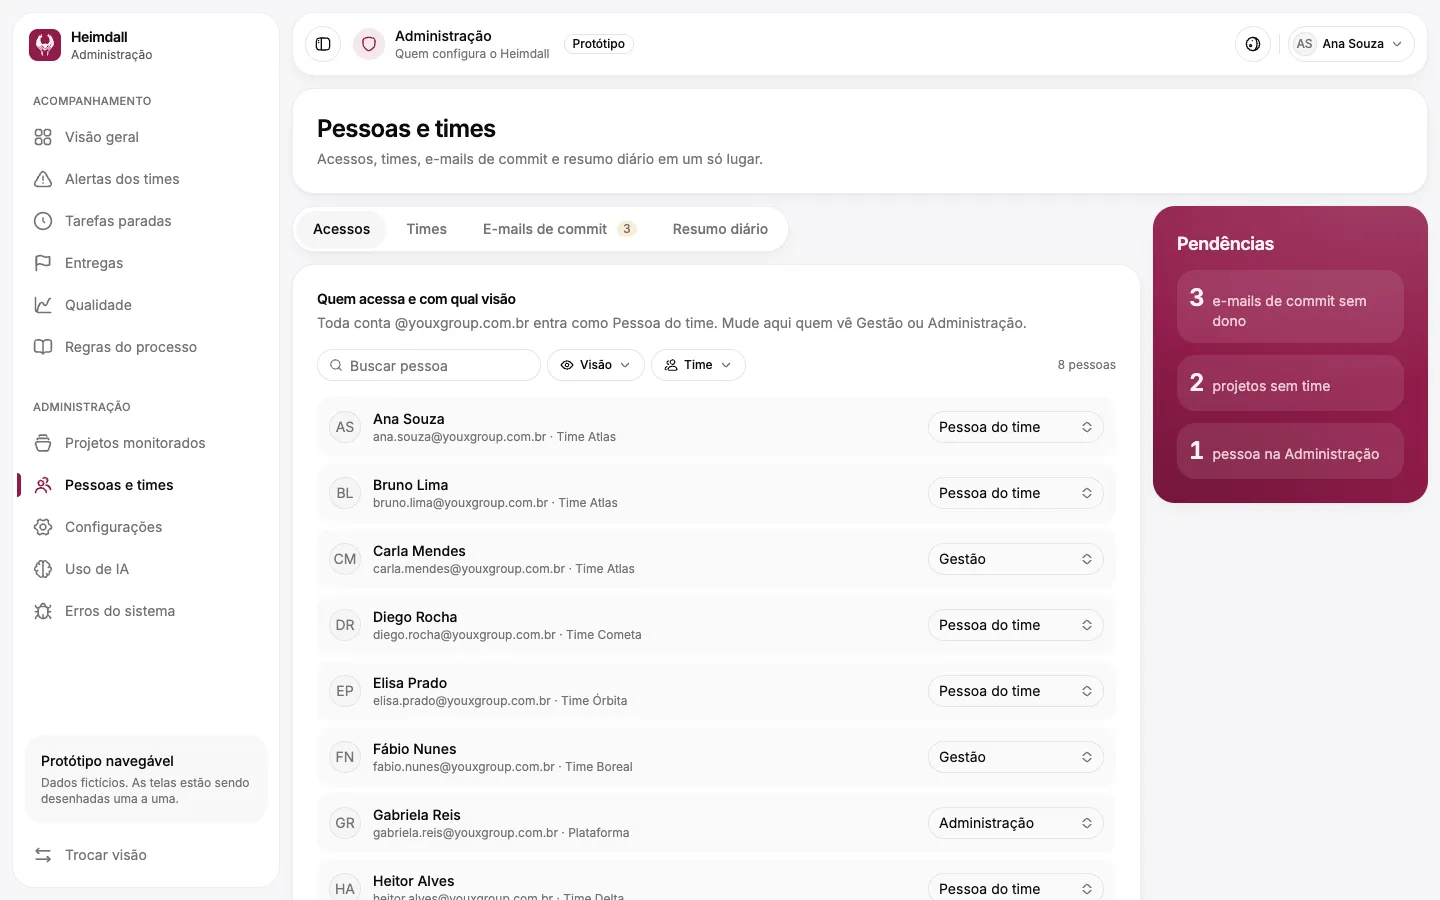 Heimdall
Administração
ACOMPANHAMENTO
Visão geral
Alertas dos times
Tarefas paradas
Entregas
Qualidade
Regras do processo
ADMINISTRAÇÃO
Projetos monitorados
Pessoas e times
Configurações
Uso de IA
Erros do sistema
Protótipo navegável
Dados fictícios. As telas estão sendo
desenhadas uma a uma.
Trocar visão
Administração
Quem configura o Heimdall
Protótipo
AS Ana Souza
Pessoas e times
Acessos, times, e-mails de commit e resumo diário em um só lugar.
Acessos Times E-mails de commit 3 Resumo diário
Quem acessa e com qual visão
Toda conta @youxgroup.com.br entra como Pessoa do time. Mude aqui quem vê Gestão ou Administração.
Buscar pessoa Visão Time 8 pessoas
AS Ana Souza Pessoa do time
ana.souza@youxgroup.com.br · Time Atlas
BL Bruno Lima Pessoa do time
bruno.lima@youxgroup.com.br · Time Atlas
CM Carla Mendes Gestão
carla.mendes@youxgroup.com.br · Time Atlas
DR Diego Rocha Pessoa do time
diego.rocha@youxgroup.com.br · Time Cometa
EP Elisa Prado Pessoa do time
elisa.prado@youxgroup.com.br · Time Órbita
FN Fábio Nunes Gestão
fabio.nunes@youxgroup.com.br · Time Boreal
GR Gabriela Reis Administração
gabriela.reis@youxgroup.com.br · Plataforma
HA Heitor Alves Pessoa do time
heitor.alves@youxgroup.com.br · Time Delta
Pendências
3 e-mails de commit sem
dono
2 projetos sem time
1 pessoa na Administração